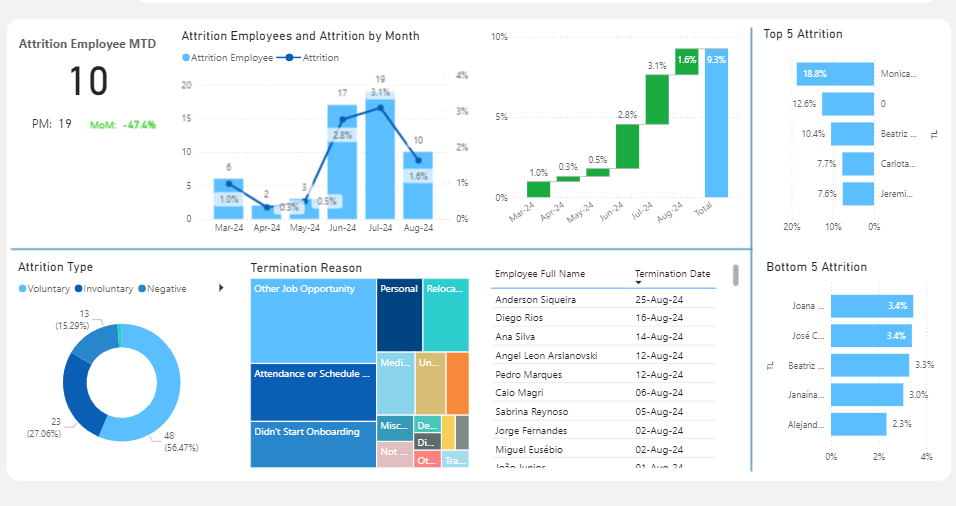 Attrition Employee MTD
10
PM: 19
MoM: -47.4%
Attrition Employees and Attrition by Month
Attrition Employee
Attrition
20
15
10
5
0
4%
3%
2%
1%
0%
6
2
3
17
19
10
1.0%
0.3%
0.5%
2.8%
3.1%
1.6%
Mar-24
Apr-24
May-24
Jun-24
Jul-24
Aug-24
10%
5%
0%
1.0%
0.3%
0.5%
2.8%
3.1%
1.6%
9.3%
Mar-24
Apr-24
May-24
Jun-24
Jul-24
Aug-24
Total
Top 5 Attrition
18.8% Monica...
12.6% 0
10.4% Beatriz ...
7.7% Carlota...
7.6% Jeremi...
TL
20% 10% 0%
Attrition Type
Voluntary
Involuntary
Negative
13
(15.29%)
23
(27.06%)
48
(56.47%)
Termination Reason
Other Job Opportunity
Attendance or Schedule ...
Didn't Start Onboarding
Personal
Reloca...
Medi...
Un...
Misc...
Not ...
De...
Di...
Ot...
Tra...
Employee Full Name Termination Date
Anderson Siqueira 25-Aug-24
Diego Rios 16-Aug-24
Ana Silva 14-Aug-24
Angel Leon Arslanovski 12-Aug-24
Pedro Marques 12-Aug-24
Caio Magri 06-Aug-24
Sabrina Reynoso 05-Aug-24
Jorge Fernandes 02-Aug-24
Miguel Eusébio 02-Aug-24
João Junior 01-Aug-24
Bottom 5 Attrition
Joana ... 3.4%
José C... 3.4%
Beatriz ... 3.3%
Janaína... 3.0%
Alejand... 2.3%
TL
0% 2% 4%